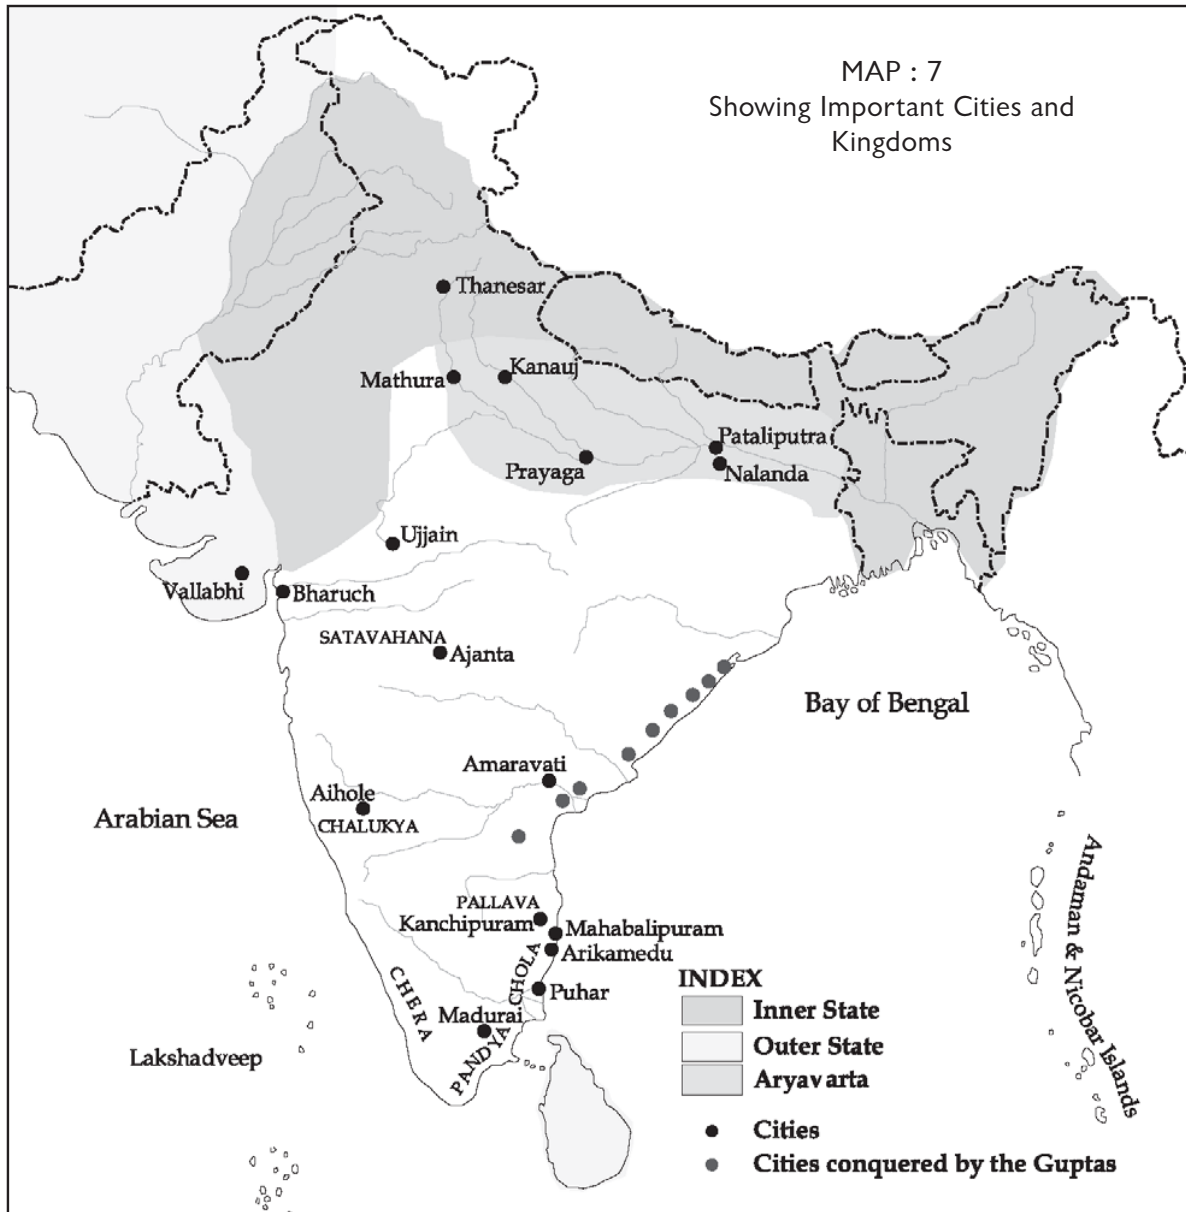 MAP : 7
Showing Important Cities and
Kingdoms
Thanesar
Mathura
Kanauj
Pataliputra
Prayaga
Nalanda
Ujjain
Vallabhi
Bharuch
SATAVAHANA
Ajanta
Bay of Bengal
Amaravati
Aihole
Arabian Sea
CHALUKYA
PALLAVA
Kanchipuram
Mahabalipuram
Arikamedu
CHOLA
CHERA
Puhar
Madurai
PANDYA
Lakshadweep
Andaman & Nicobar Islands
INDEX
Inner State
Outer State
Aryavarta
Cities
Cities conquered by the Guptas